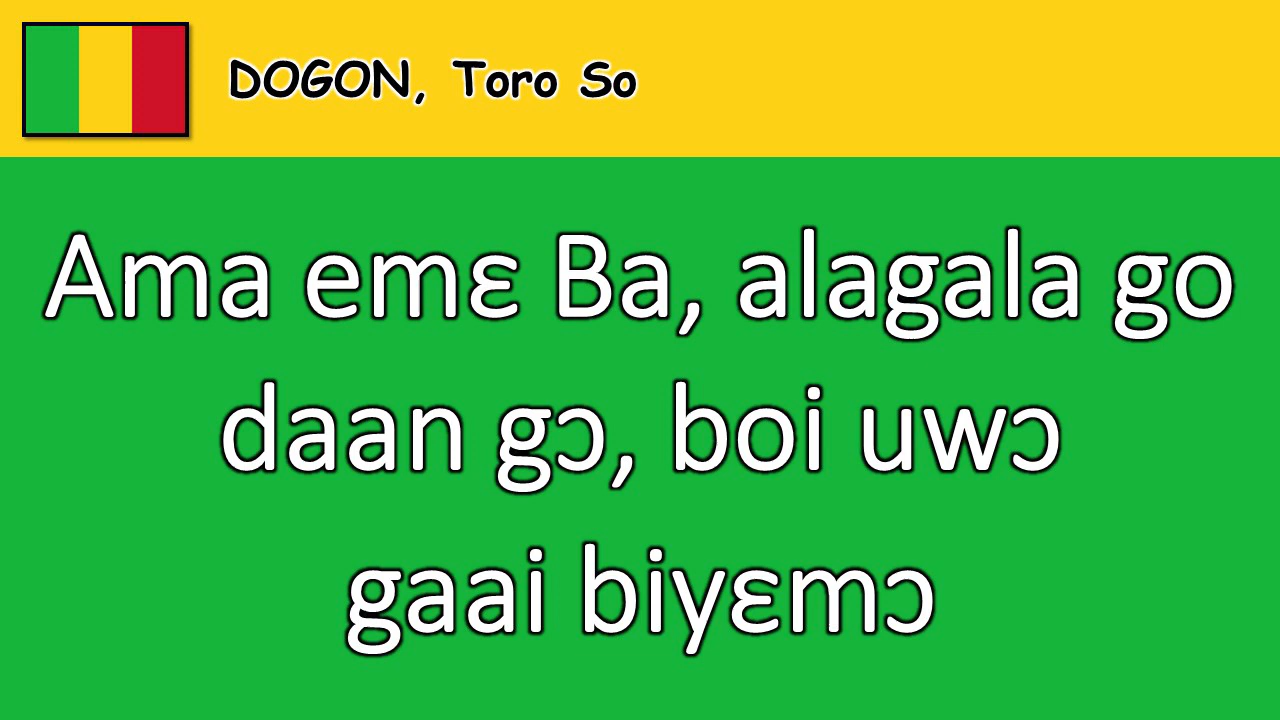 DOGON, Toro So
Ama emɛ Ba, alagala go
daan gɔ, boi uwɔ
gaai biyɛmɔ